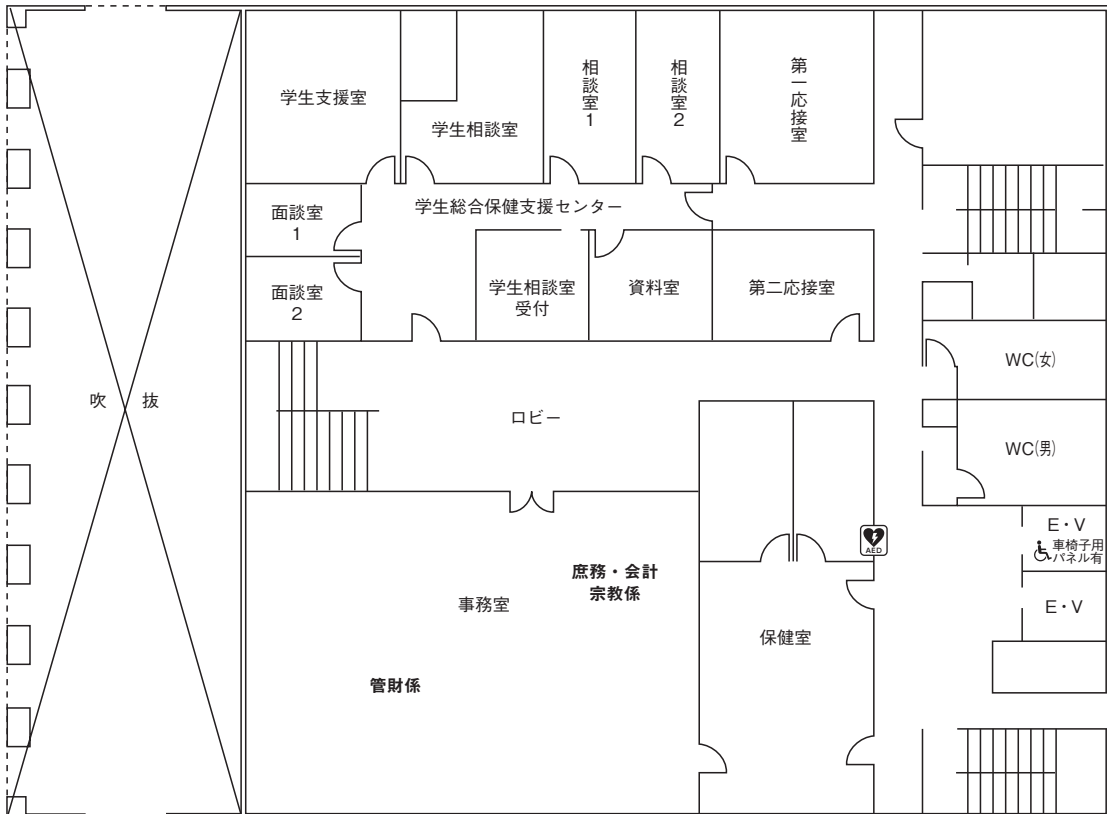 学生支援室
学生相談室
相談室1
相談室2
第一応接室
学生総合保健支援センター
面談室
1
面談室
2
学生相談室
受付
資料室
第二応接室
WC(女)
吹抜
ロビー
WC(男)
E・V
車椅子用
パネル有
AED
庶務・会計
宗教係
事務室
E・V
保健室
管財係